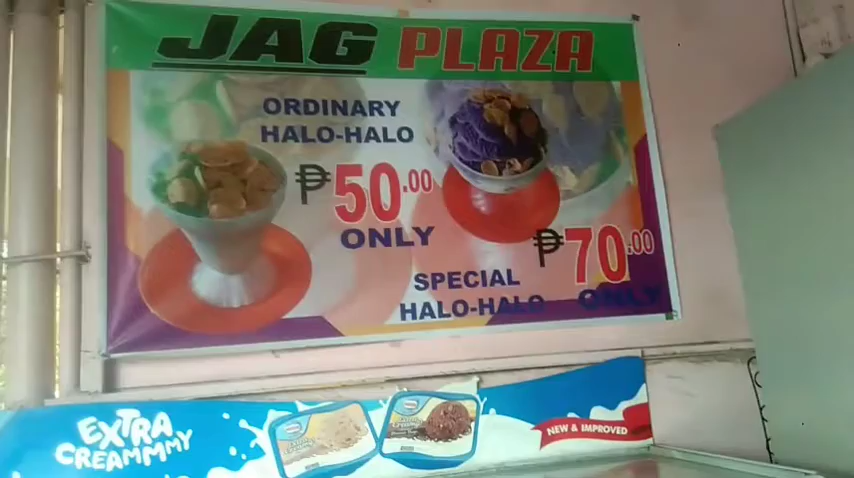 JAG PLAZA
ORDINARY
HALO-HALO
₱50.00
ONLY
₱70.00
ONLY
SPECIAL
HALO-HALO
EXTRA
CREAMMMY
NEW & IMPROVED